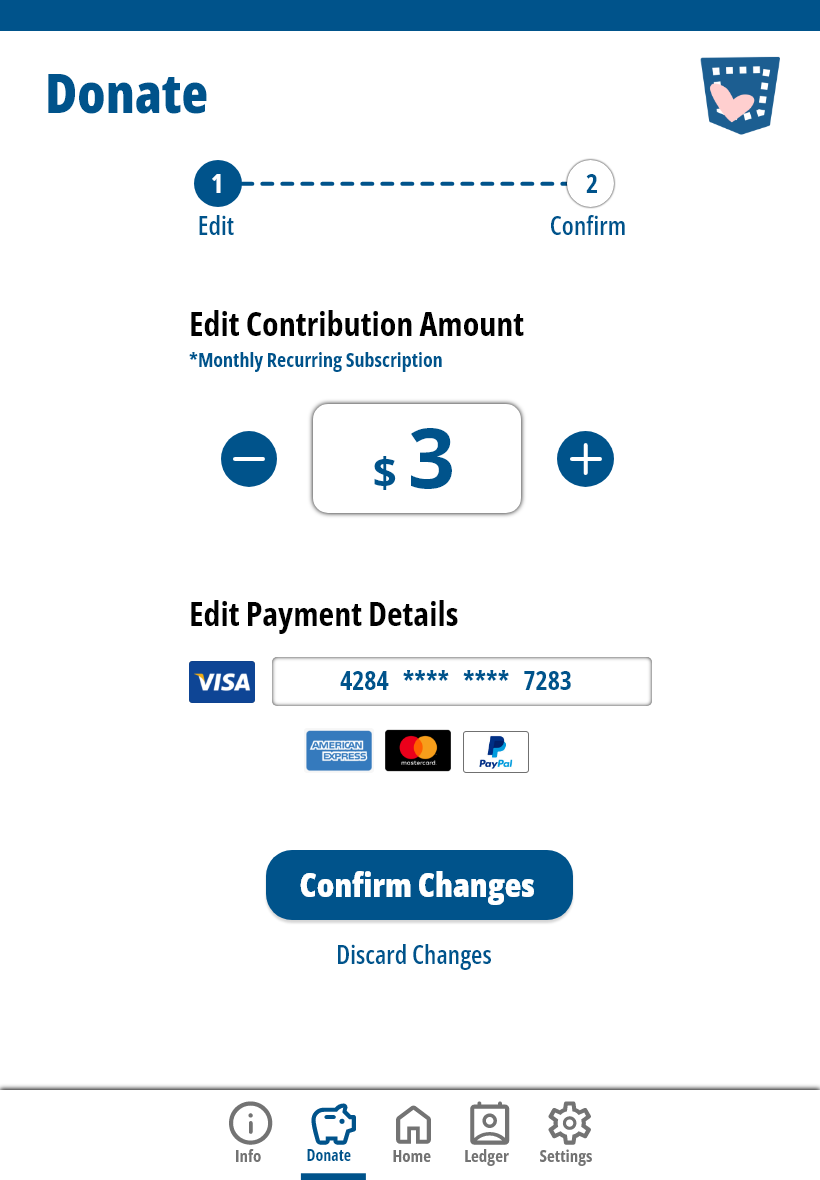 Donate
1
2
Edit
Confirm
Edit Contribution Amount
*Monthly Recurring Subscription
$ 3
Edit Payment Details
VISA
4284 **** **** 7283
AMERICAN EXPRESS
mastercard.
PayPal
Confirm Changes
Discard Changes
Info
Donate
Home
Ledger
Settings